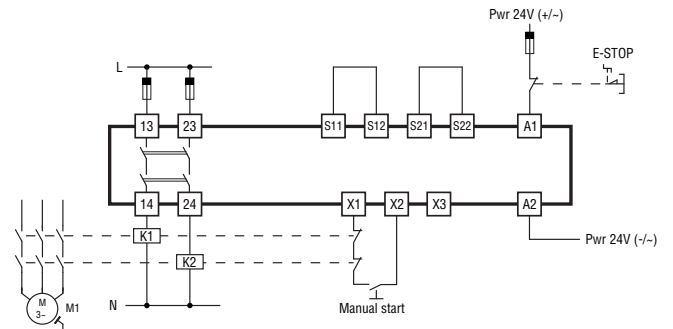 Pwr 24V (+/~)
E-STOP
L
13 23 S11 S12 S21 S22 A1
14 24 X1 X2 X3 A2
K1
Pwr 24V (-/~)
K2
Manual start
M
3~
M1
N